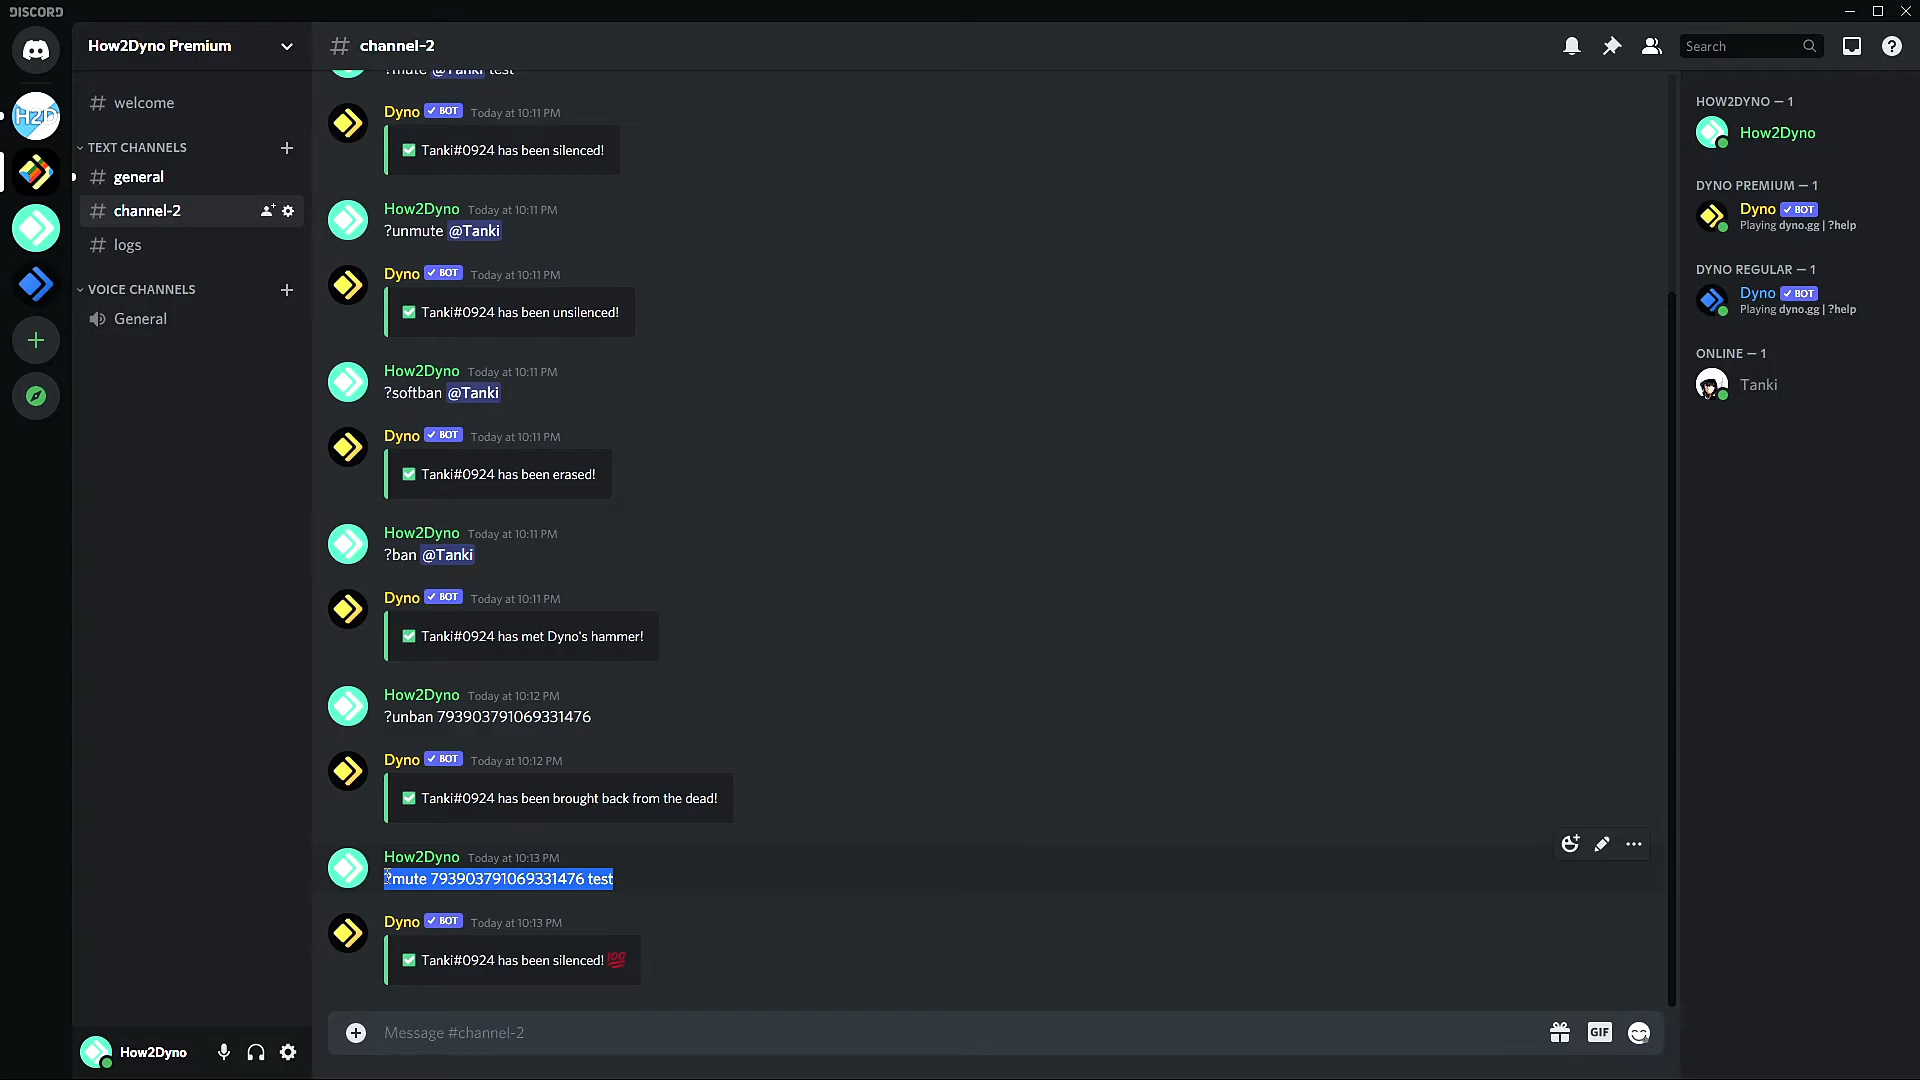 DISCORD
How2Dyno Premium
H2D
# welcome
TEXT CHANNELS
# general
# channel-2
# logs
VOICE CHANNELS
General
How2Dyno
# channel-2
Search
?mute @Tanki test
Dyno BOT Today at 10:11 PM
Tanki#0924 has been silenced!
How2Dyno Today at 10:11 PM
?unmute @Tanki
Dyno BOT Today at 10:11 PM
Tanki#0924 has been unsilenced!
How2Dyno Today at 10:11 PM
?softban @Tanki
Dyno BOT Today at 10:11 PM
Tanki#0924 has been erased!
How2Dyno Today at 10:11 PM
?ban @Tanki
Dyno BOT Today at 10:11 PM
Tanki#0924 has met Dyno's hammer!
How2Dyno Today at 10:12 PM
?unban 793903791069331476
Dyno BOT Today at 10:12 PM
Tanki#0924 has been brought back from the dead!
How2Dyno Today at 10:13 PM
?mute 793903791069331476 test
Dyno BOT Today at 10:13 PM
Tanki#0924 has been silenced! 💯
Message #channel-2
GIF
HOW2DYNO — 1
How2Dyno
DYNO PREMIUM — 1
Dyno BOT
Playing dyno.gg | ?help
DYNO REGULAR — 1
Dyno BOT
Playing dyno.gg | ?help
ONLINE — 1
Tanki